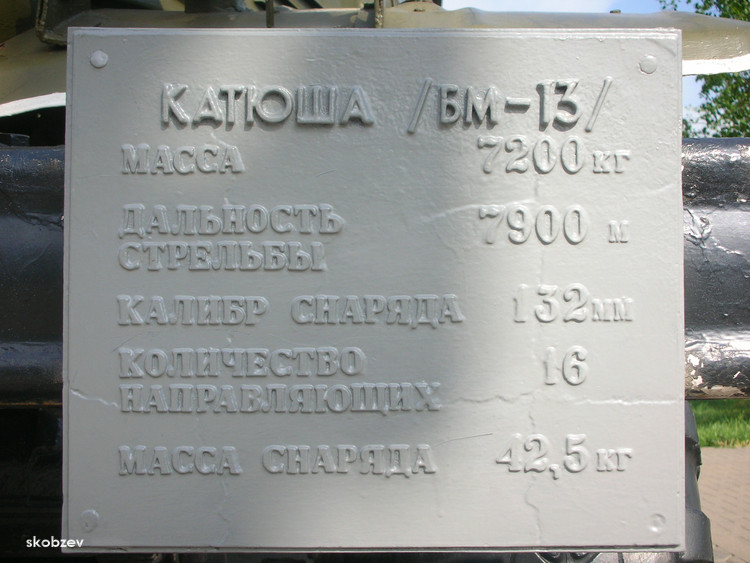 КАТЮША /БМ-13/
МАССА 7200 кг
ДАЛЬНОСТЬ СТРЕЛЬБЫ 7900 м
КАЛИБР СНАРЯДА 132 мм
КОЛИЧЕСТВО НАПРАВЛЯЮЩИХ 16
МАССА СНАРЯДА 42,5 кг
skobzev